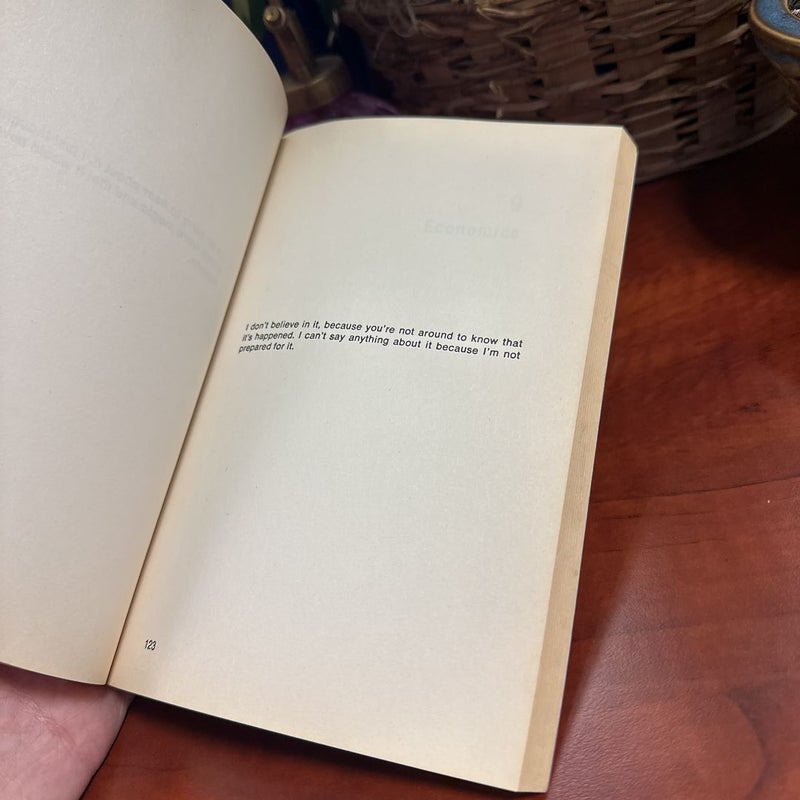 I don't believe in it, because you're not around to know that
it's happened. I can't say anything about it because I'm not
prepared for it.
123